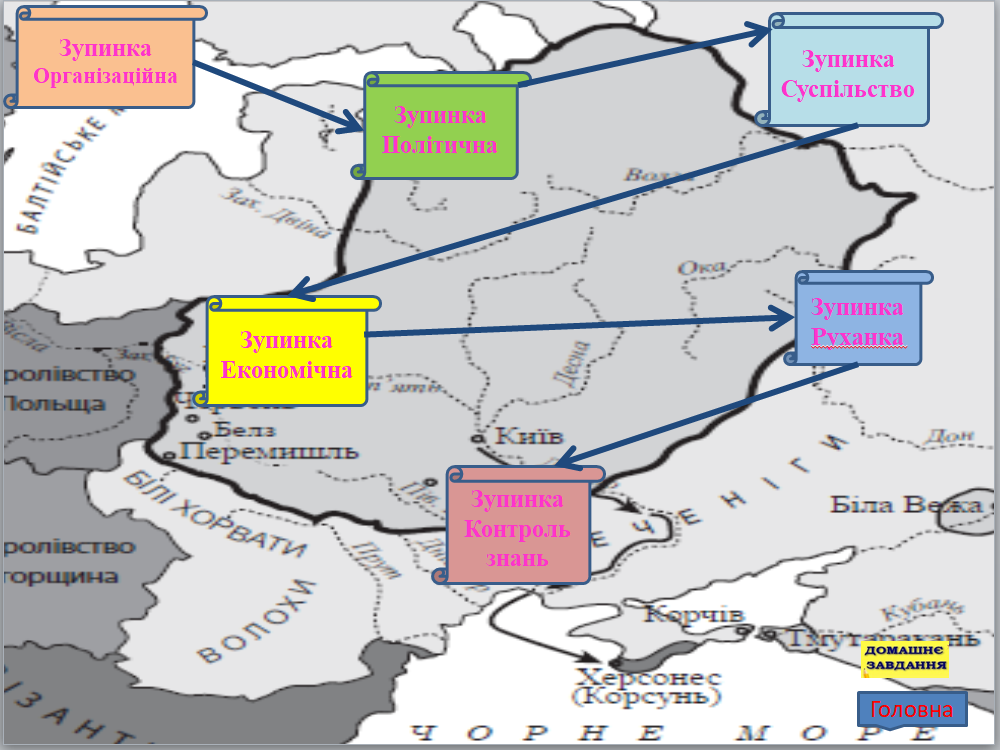 Зупинка
Організаційна
Зупинка
Політична
Зупинка
Суспільство
БАЛТІЙСЬКЕ
Волга
Зах. Двіна
Ока
Зупинка
Руханка
Зупинка
Економічна
ролівство
Польща
Десна
Белз
Перемишль
Київ
Дон
Зупинка
Контроль
знань
Е Ч Е Н І Г И
Біла Вежа
БІЛІ ХОРВАТИ
ролівство
горщина
Прут
ВОЛОХИ
Корчів
Кубань
Тмутаракань
ДОМАШНЄ
ЗАВДАННЯ
Херсонес
(Корсунь)
Головна
ІЗАНТ
ЧОРНЕ МОРЕ